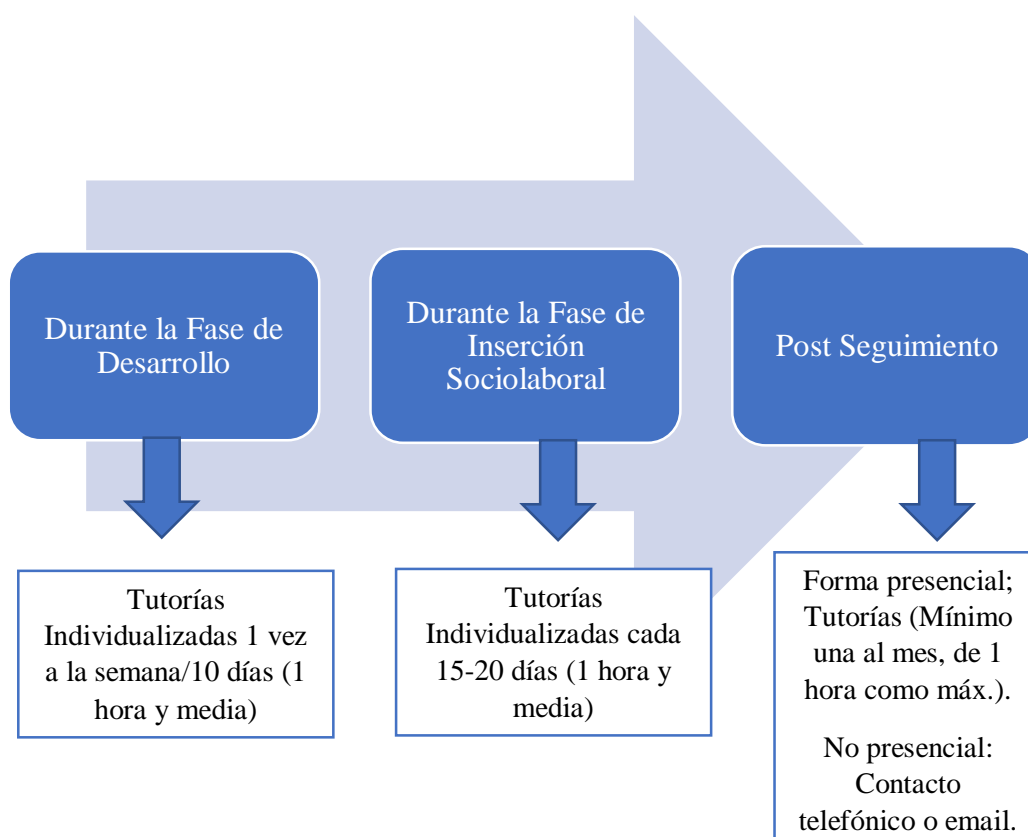 Durante la Fase de
Desarrollo
Durante la Fase de
Inserción
Sociolaboral
Post Seguimiento
Tutorías
Individualizadas 1 vez
a la semana/10 días (1
hora y media)
Tutorías
Individualizadas cada
15-20 días (1 hora y
media)
Forma presencial;
Tutorías (Mínimo
una al mes, de 1
hora como máx.).
No presencial:
Contacto
telefónico o email.